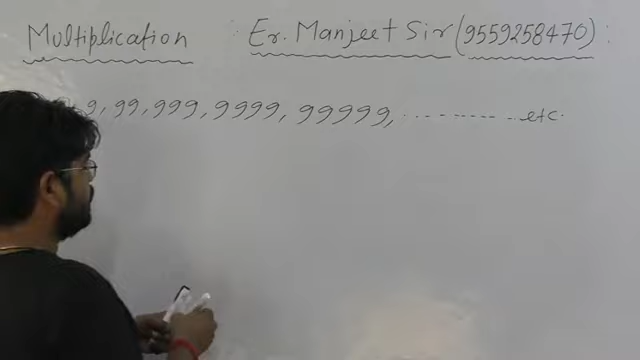 Multiplication : Er. Manjeet Sir (9559258470) :
9, 99, 999, 9999, 99999, ............ etc.